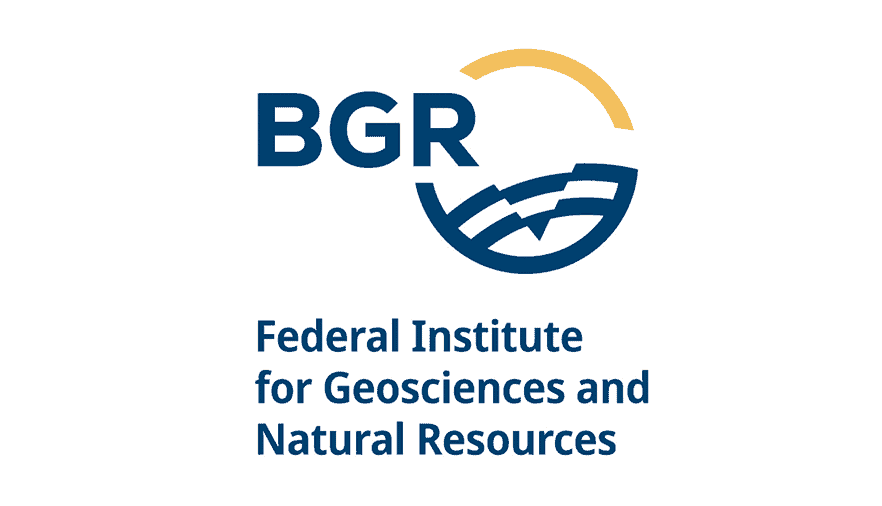 BGR
Federal Institute
for Geosciences and
Natural Resources